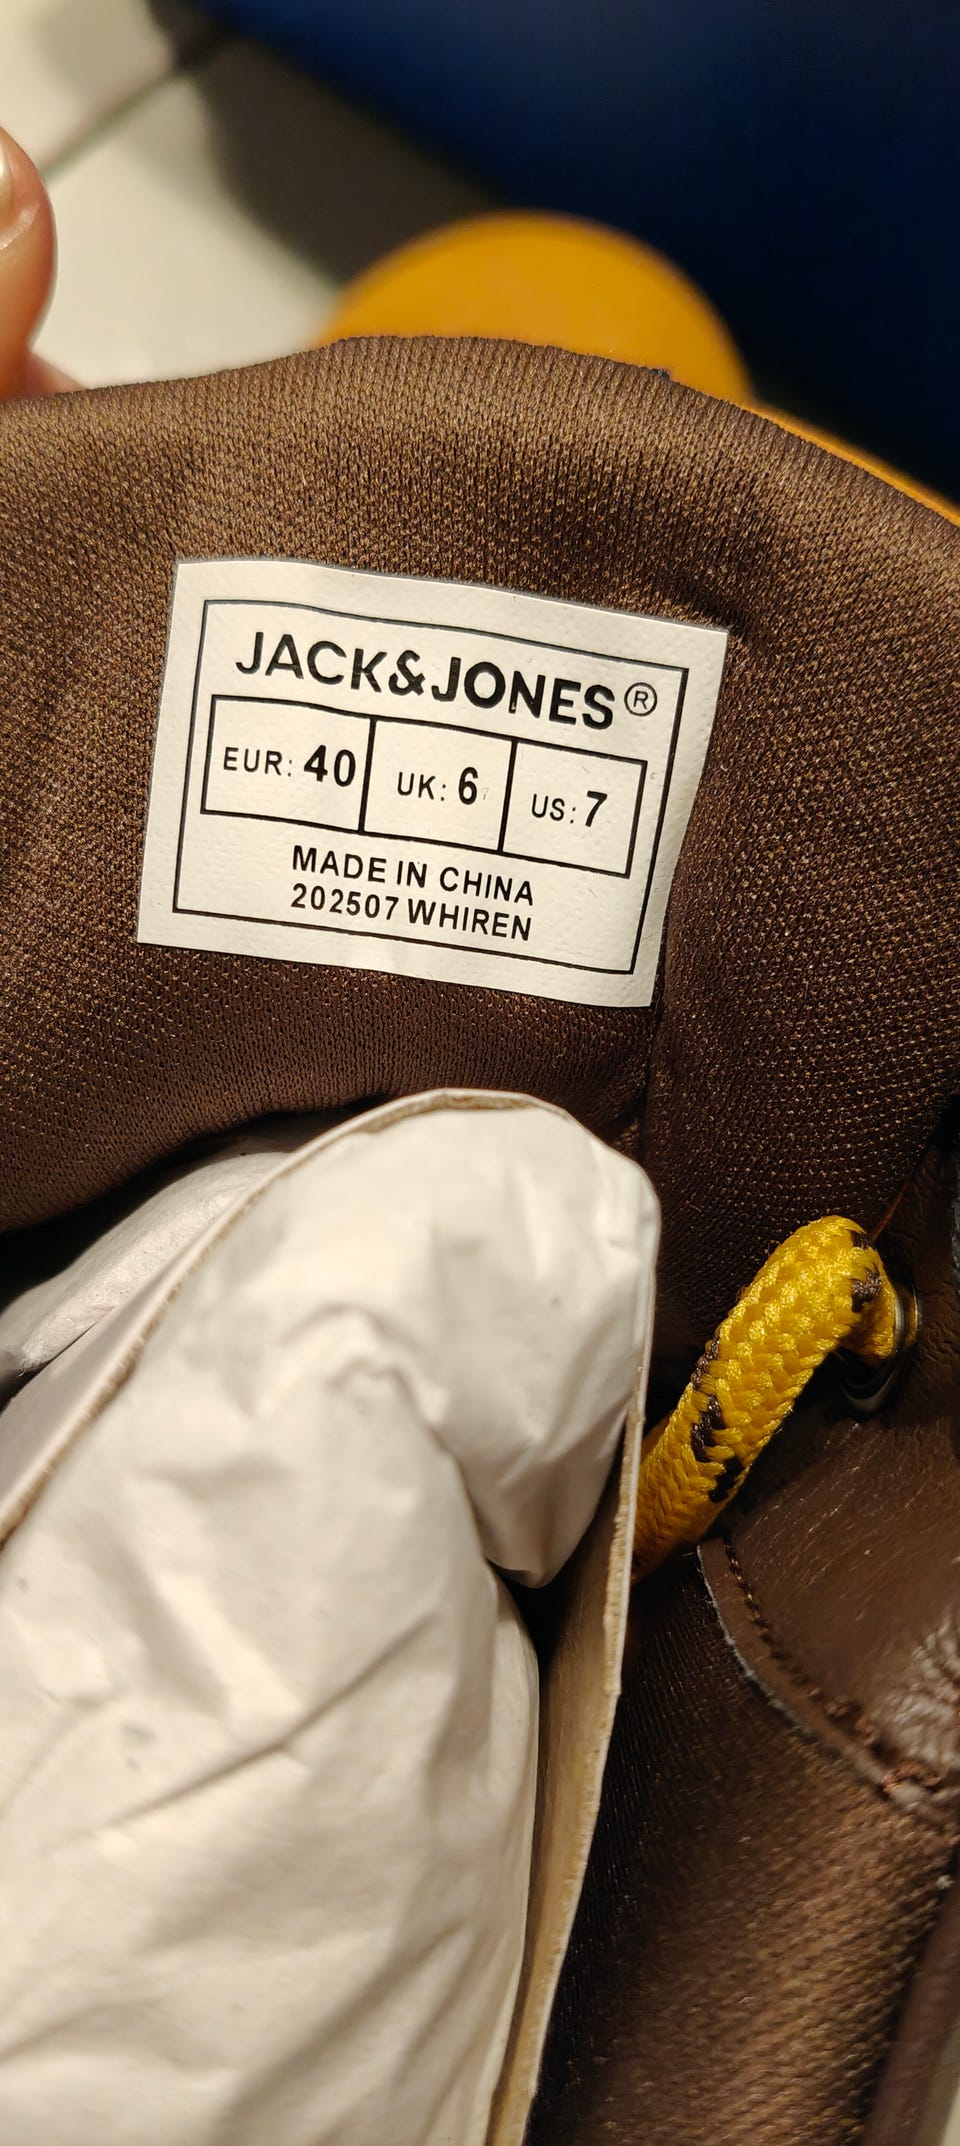 JACK&JONES®
EUR: 40 UK: 6 US: 7
MADE IN CHINA
202507 WHIREN